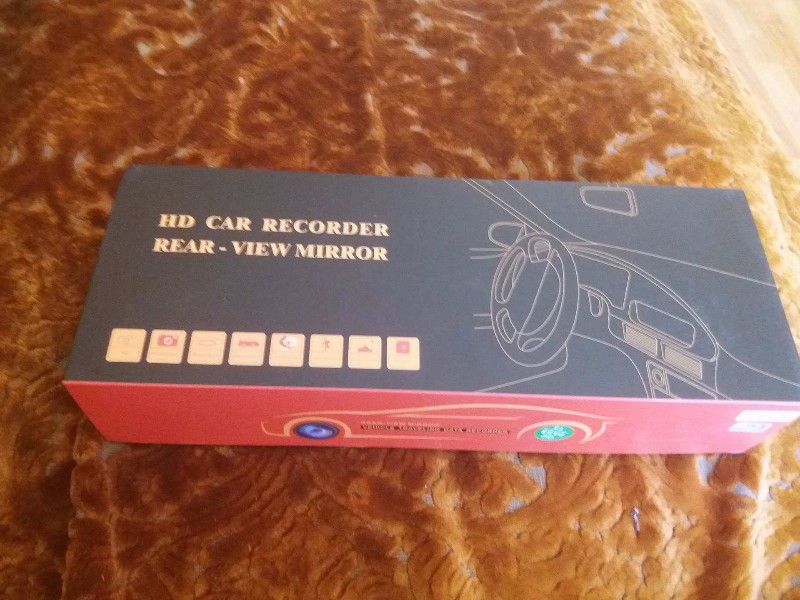 HD CAR RECORDER
REAR - VIEW MIRROR
VEHICLE TRAVELING DATA RECORDER